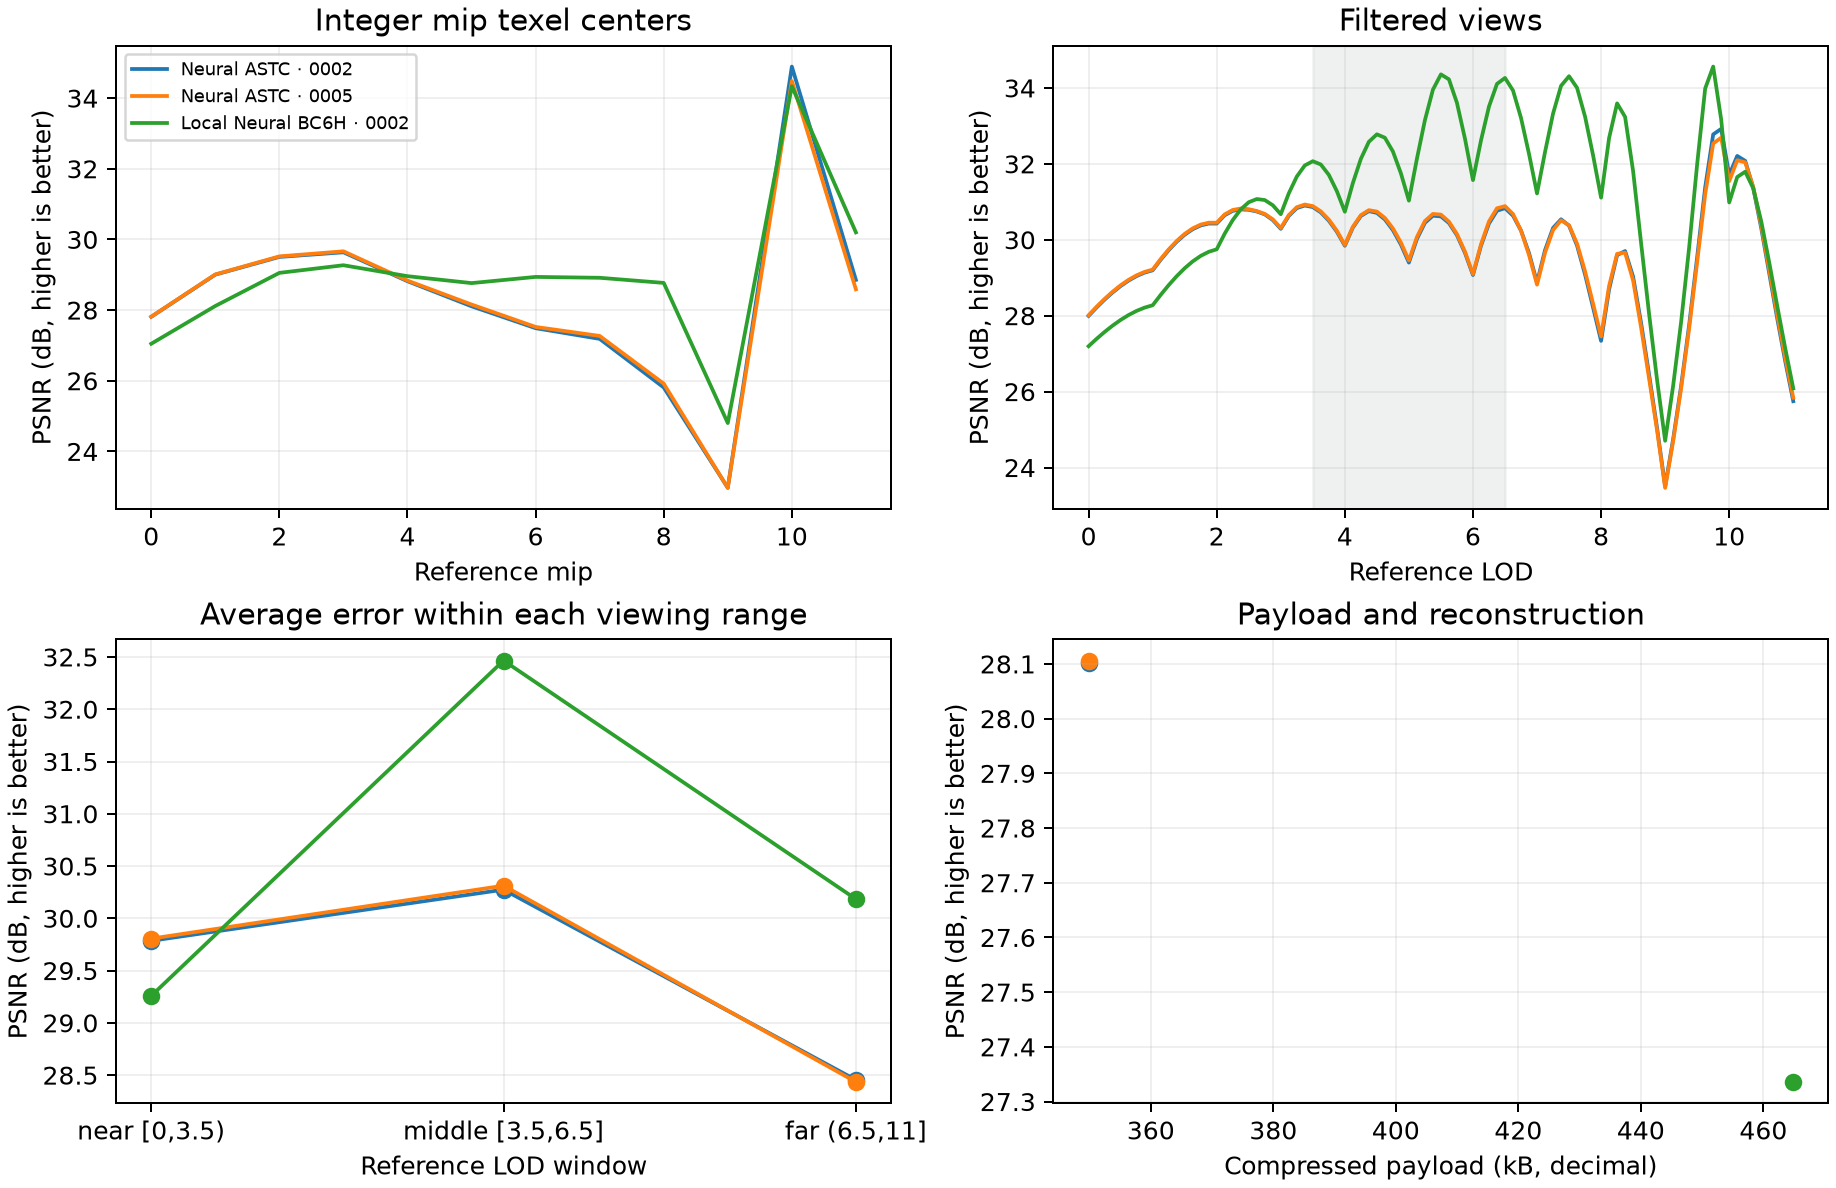 Integer mip texel centers
PSNR (dB, higher is better)
34
32
30
28
26
24
Neural ASTC · 0002
Neural ASTC · 0005
Local Neural BC6H · 0002
0 2 4 6 8 10
Reference mip
Filtered views
PSNR (dB, higher is better)
34
32
30
28
26
24
0 2 4 6 8 10
Reference LOD
Average error within each viewing range
PSNR (dB, higher is better)
32.5
32.0
31.5
31.0
30.5
30.0
29.5
29.0
28.5
near [0,3.5) middle [3.5,6.5] far (6.5,11]
Reference LOD window
Payload and reconstruction
PSNR (dB, higher is better)
28.1
28.0
27.9
27.8
27.7
27.6
27.5
27.4
27.3
360 380 400 420 440 460
Compressed payload (kB, decimal)